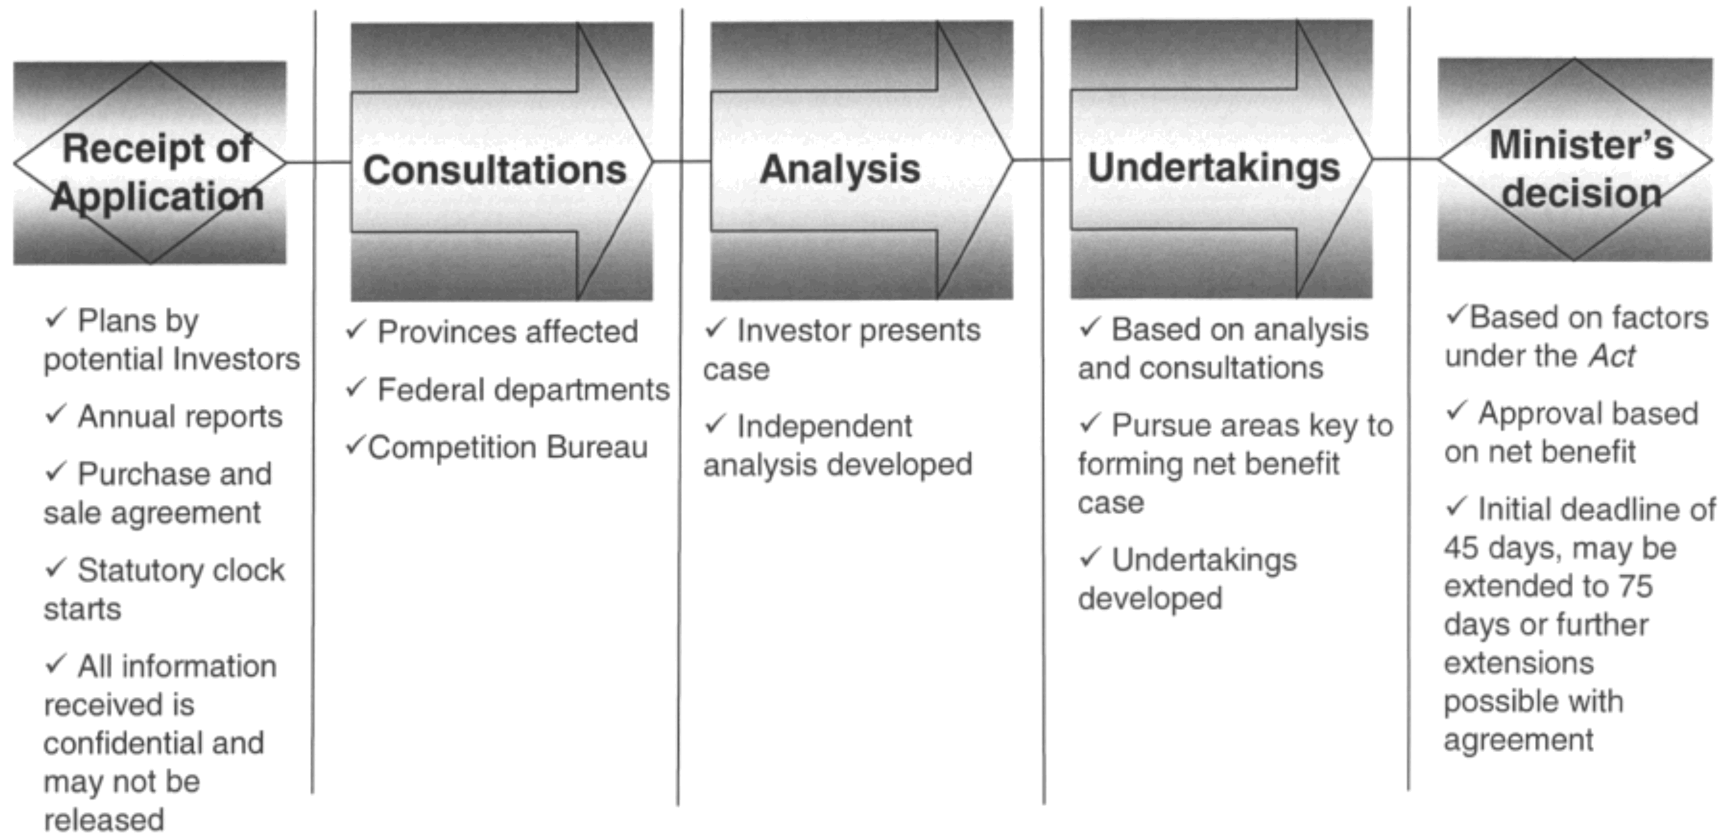 Receipt of
Application
✓ Plans by
potential Investors
✓ Annual reports
✓ Purchase and
sale agreement
✓ Statutory clock
starts
✓ All information
received is
confidential and
may not be
released
Consultations
✓ Provinces affected
✓ Federal departments
✓Competition Bureau
Analysis
✓ Investor presents
case
✓ Independent
analysis developed
Undertakings
✓ Based on analysis
and consultations
✓ Pursue areas key to
forming net benefit
case
✓ Undertakings
developed
Minister's
decision
✓Based on factors
under the Act
✓ Approval based
on net benefit
✓ Initial deadline of
45 days, may be
extended to 75
days or further
extensions
possible with
agreement